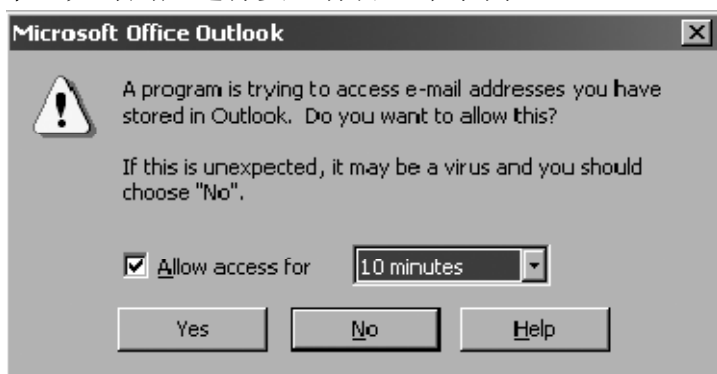 Microsoft Office Outlook
A program is trying to access e-mail addresses you have
stored in Outlook. Do you want to allow this?
If this is unexpected, it may be a virus and you should
choose "No".
Allow access for
10 minutes
Yes
No
Help